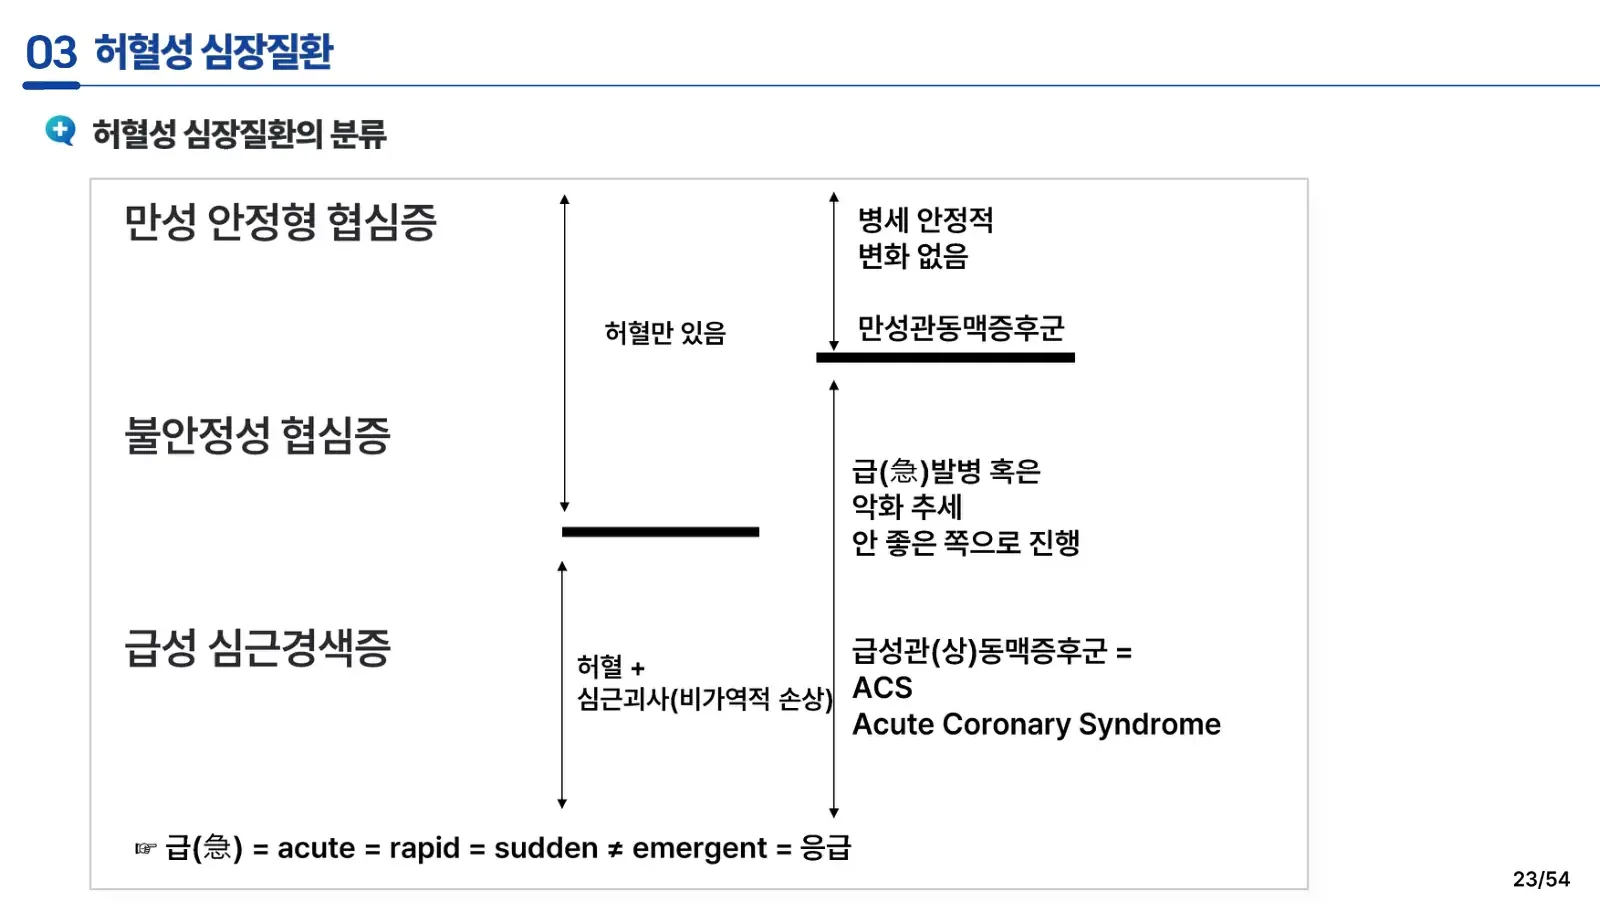 03 허혈성 심장질환
허혈성 심장질환의 분류
만성 안정형 협심증
불안정성 협심증
급성 심근경색증
허혈만 있음
허혈 +
심근괴사(비가역적 손상)
병세 안정적
변화 없음
만성관동맥증후군
급(急)발병 혹은
악화 추세
안 좋은 쪽으로 진행
급성관(상)동맥증후군 =
ACS
Acute Coronary Syndrome
☞ 급(急) = acute = rapid = sudden ≠ emergent = 응급
23/54